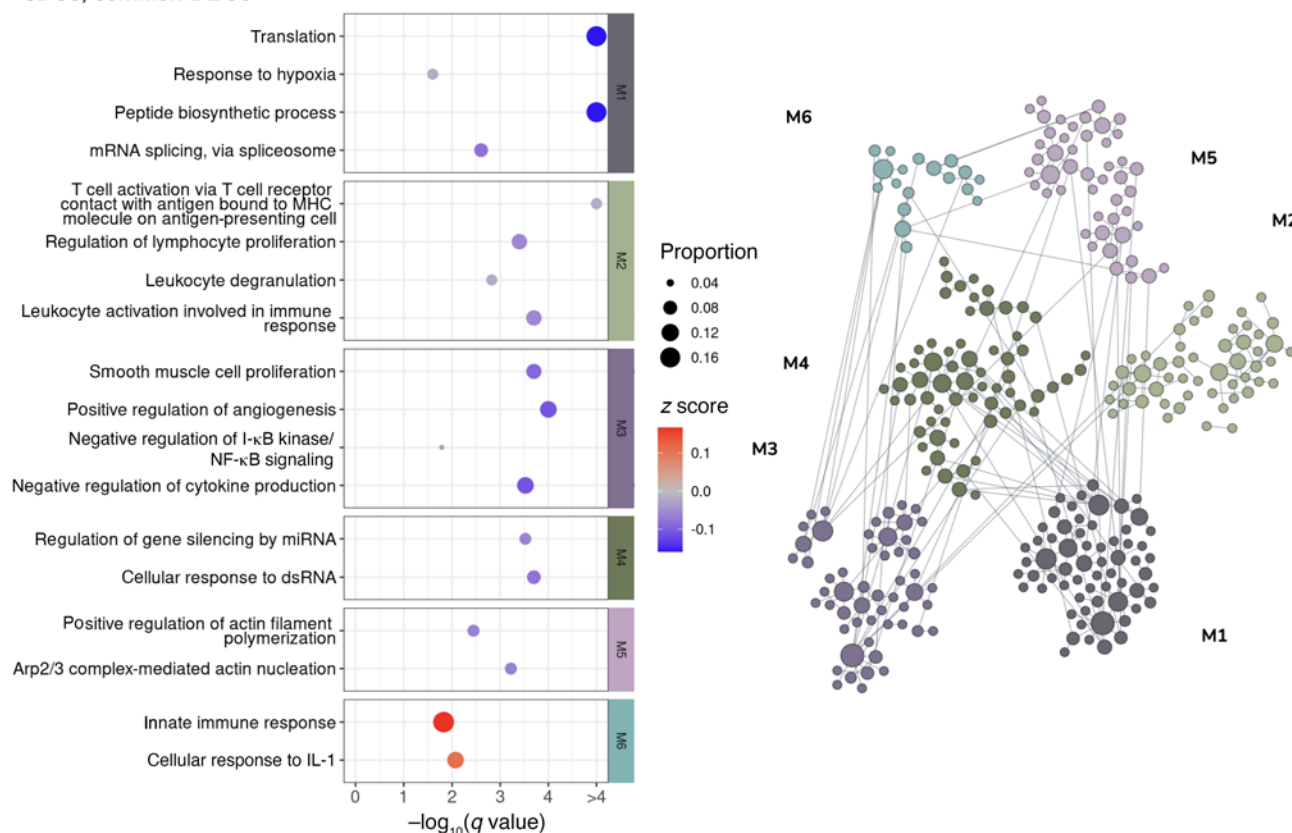 Translation
Response to hypoxia
Peptide biosynthetic process
mRNA splicing, via spliceosome
M1
T cell activation via T cell receptor
contact with antigen bound to MHC
molecule on antigen-presenting cell
Regulation of lymphocyte proliferation
Leukocyte degranulation
Leukocyte activation involved in immune
response
M2
Smooth muscle cell proliferation
Positive regulation of angiogenesis
Negative regulation of I-κB kinase/
NF-κB signaling
Negative regulation of cytokine production
M3
Regulation of gene silencing by miRNA
Cellular response to dsRNA
M4
Positive regulation of actin filament
polymerization
Arp2/3 complex-mediated actin nucleation
M5
Innate immune response
Cellular response to IL-1
M6
0 1 2 3 4 >4
−log10(q value)
Proportion
0.04
0.08
0.12
0.16
z score
0.1
0.0
-0.1
M6
M5
M2
M4
M3
M1